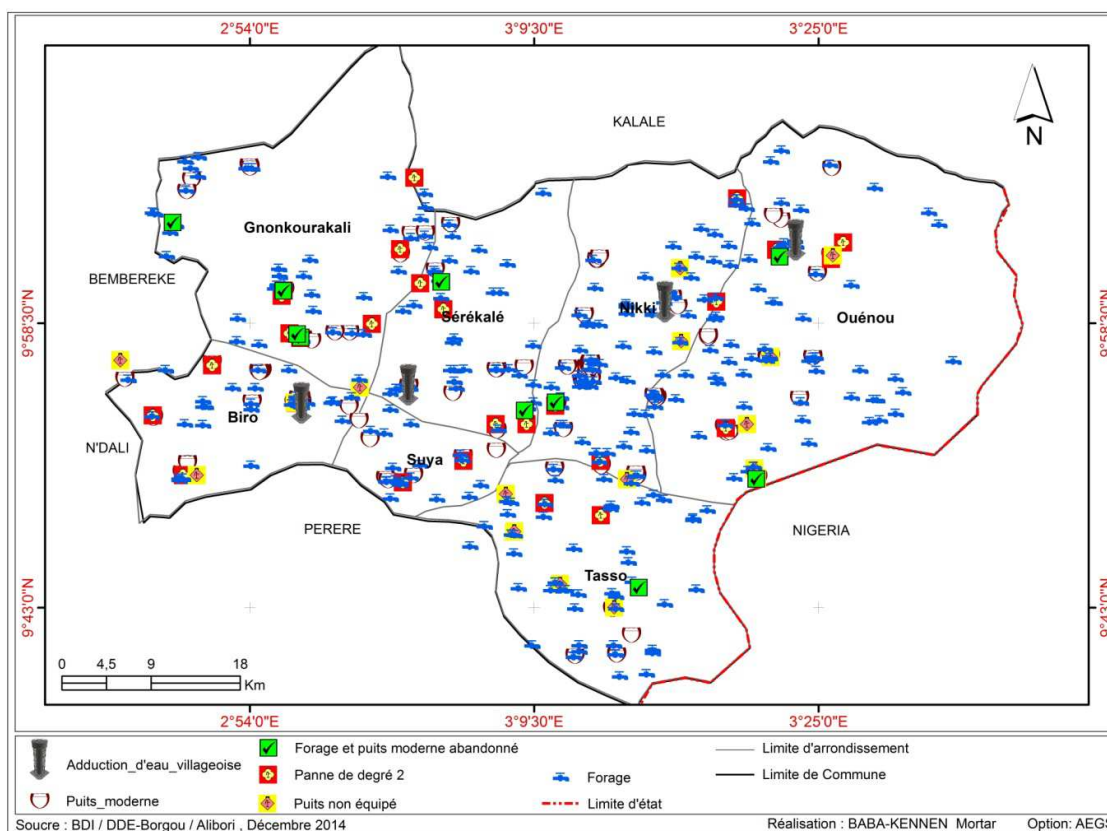 2°54'0"E 3°9'30"E 3°25'0"E
KALALE
N
Gnonkourakali
BEMBEREKE
9°58'30"N Sérékalé Nikki Ouénou 9°58'30"N
Biro
N'DALI
Suya
PERERE NIGERIA
Tasso
9°43'0"N 9°43'0"N
0 4,5 9 18
Km
2°54'0"E 3°9'30"E 3°25'0"E
Adduction_d'eau_villageoise Forage et puits moderne abandonné Limite d'arrondissement
Panne de degré 2 Forage Limite de Commune
Puits_moderne Puits non équipé Limite d'état
Soucre : BDI / DDE-Borgou / Alibori , Décembre 2014 Réalisation : BABA-KENNEN Mortar Option: AEGS